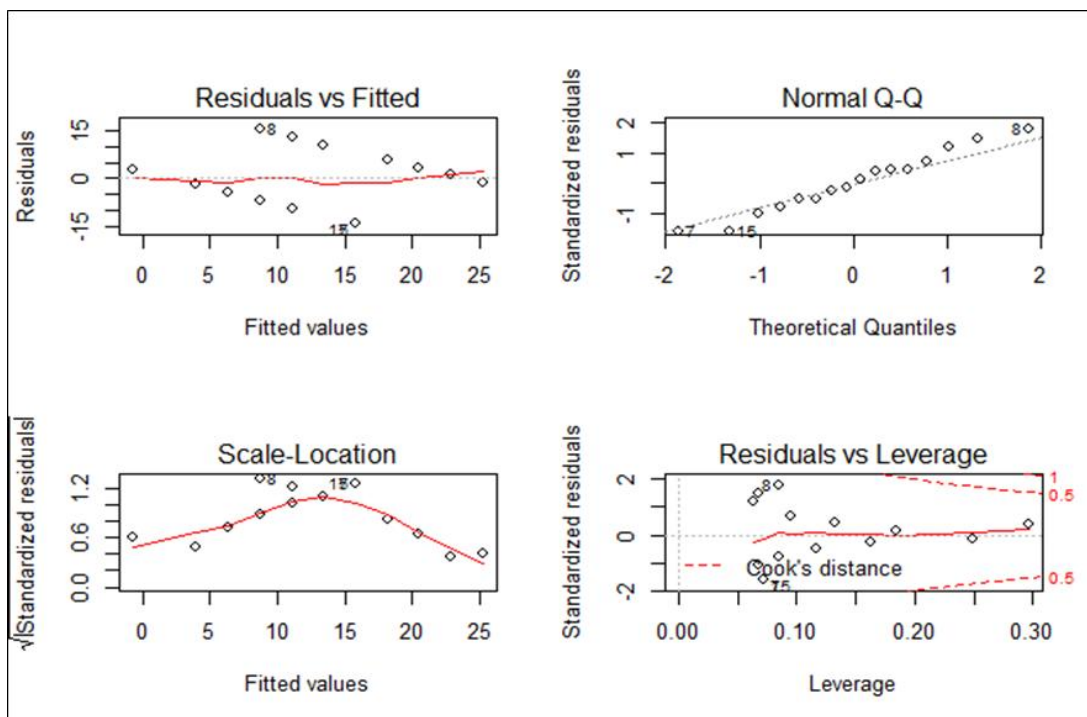 Residuals vs Fitted
Residuals
15
0
-15
8
0 5 10 15 20 25
Fitted values
Normal Q-Q
Standardized residuals
2
1
-1
8
7
15
-2 -1 0 1 2
Theoretical Quantiles
Scale-Location
√|Standardized residuals|
1.2
0.6
0.0
8
0 5 10 15 20 25
Fitted values
Residuals vs Leverage
Standardized residuals
2
0
-2
8
1
0.5
Cook's distance
0.5
0.00 0.10 0.20 0.30
Leverage